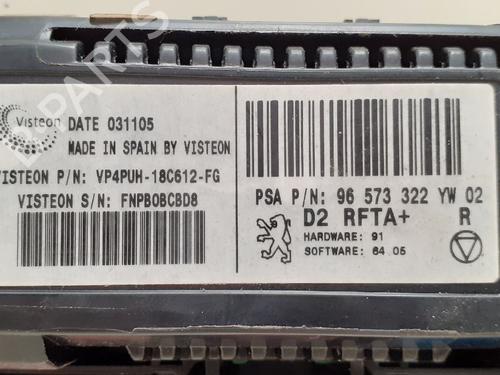 Visteon DATE 031105
MADE IN SPAIN BY VISTEON
VISTEON P/N: VP4PUH-18C612-FG
VISTEON S/N: FNPB0BCBD8
PSA P/N: 96 573 322 YW 02
D2 RFTA+ R
HARDWARE: 91
SOFTWARE: 64.05
B-PARTS